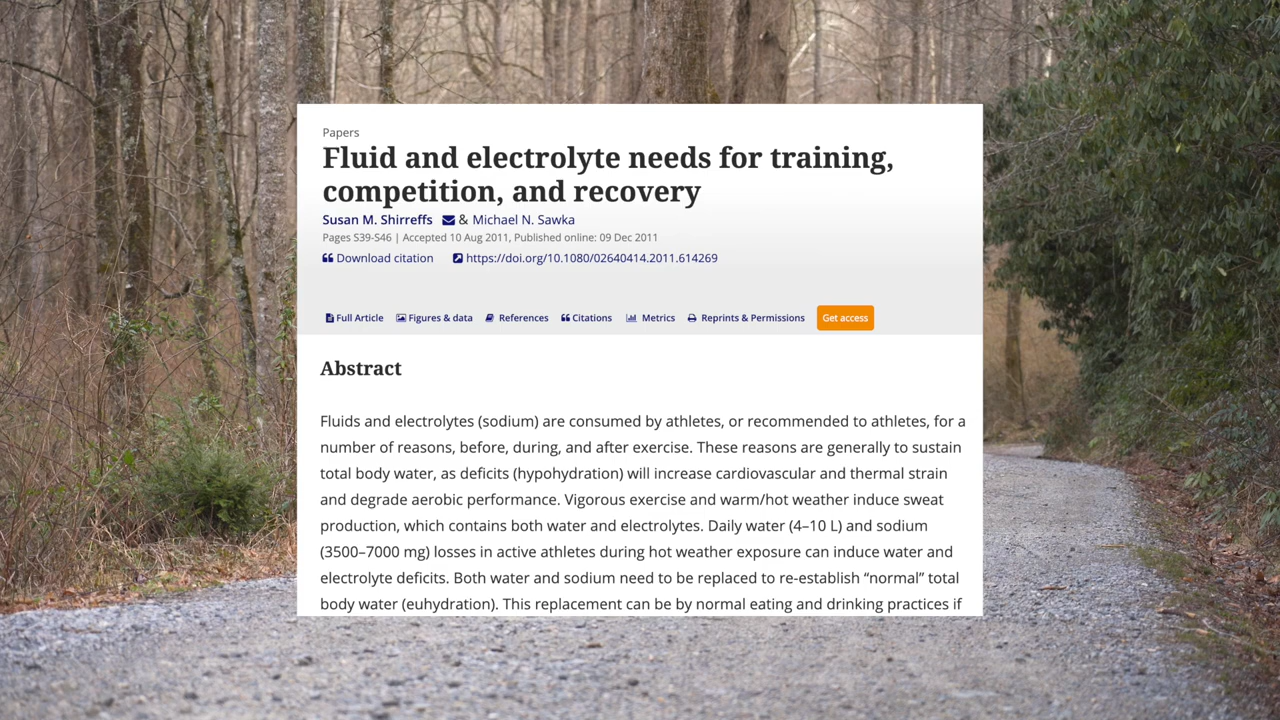 Papers
Fluid and electrolyte needs for training,
competition, and recovery
Susan M. Shirreffs & Michael N. Sawka
Pages S39-S46 | Accepted 10 Aug 2011, Published online: 09 Dec 2011
Download citation https://doi.org/10.1080/02640414.2011.614269
Full Article Figures & data References Citations Metrics Reprints & Permissions Get access
Abstract
Fluids and electrolytes (sodium) are consumed by athletes, or recommended to athletes, for a
number of reasons, before, during, and after exercise. These reasons are generally to sustain
total body water, as deficits (hypohydration) will increase cardiovascular and thermal strain
and degrade aerobic performance. Vigorous exercise and warm/hot weather induce sweat
production, which contains both water and electrolytes. Daily water (4–10 L) and sodium
(3500–7000 mg) losses in active athletes during hot weather exposure can induce water and
electrolyte deficits. Both water and sodium need to be replaced to re-establish “normal” total
body water (euhydration). This replacement can be by normal eating and drinking practices if